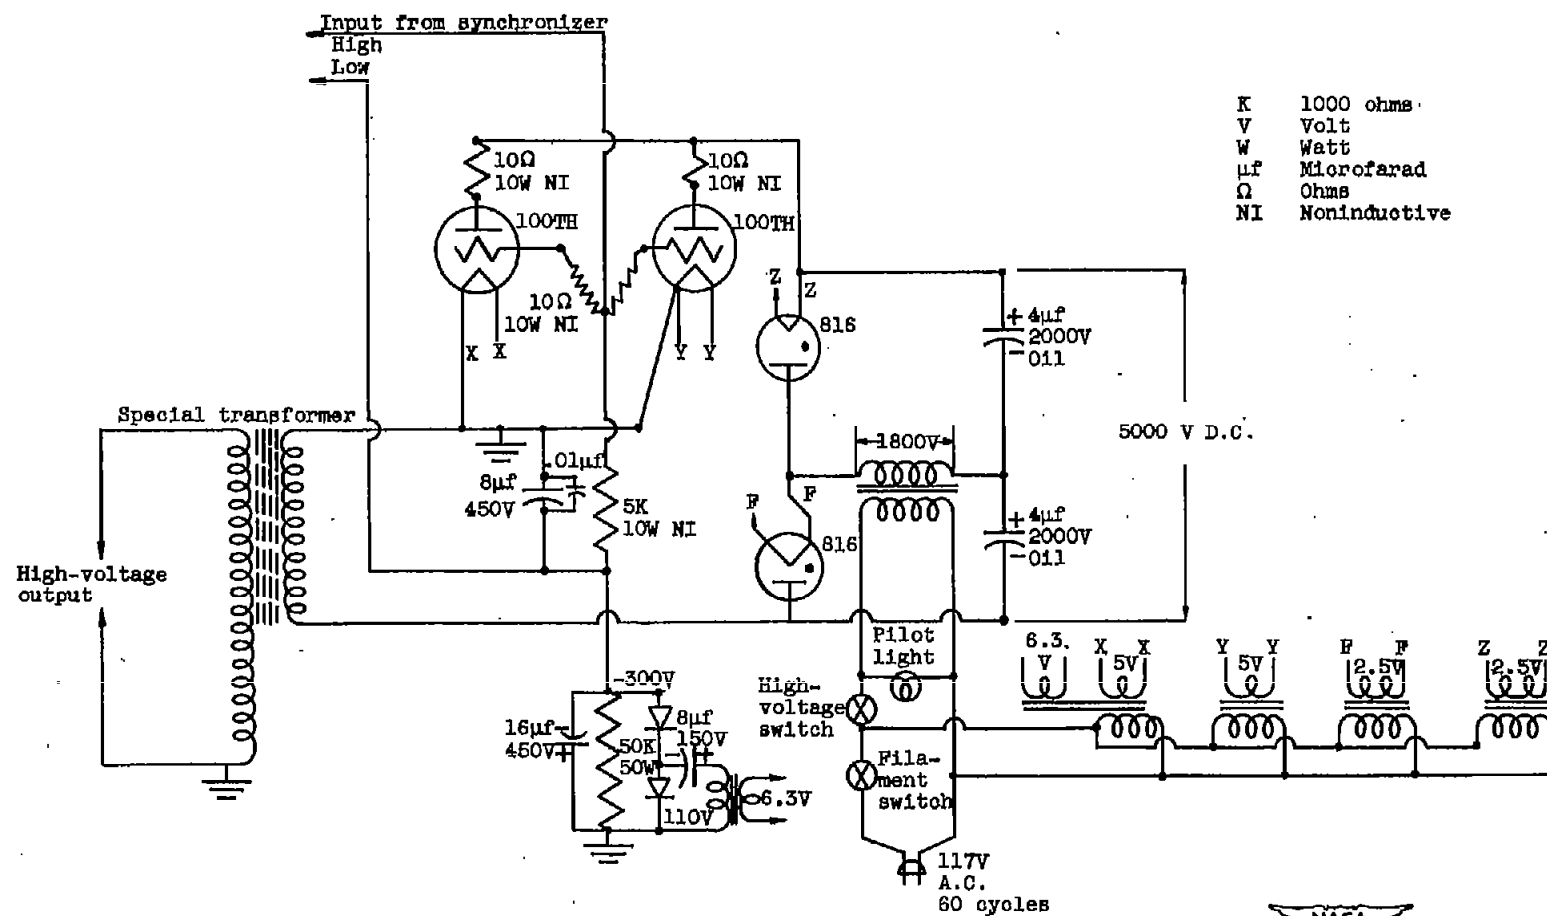 Input from synchronizer
High
Low
K 1000 ohms
V Volt
W Watt
µf Microfarad
Ω Ohms
NI Noninductive
10Ω
10W NI
10Ω
10W NI
100TH
100TH
10Ω
10W NI
X X
Y Y
Z
Z
816
+ 4µf
2000V
- Oil
Special transformer
5000 V D.C.
1800V
.01µf
8µf
450V
5K
10W NI
F
F
816
+ 4µf
2000V
- Oil
High-voltage
output
Pilot
light
6.3.
V
X X
5V
Y Y
5V
F F
2.5V
Z Z
2.5V
-300V
High-
voltage
switch
16µf-
450V+
8µf
150V
- +
50K
50W
110V
6.3V
Fila-
ment
switch
117V
A.C.
60 cycles
NACA